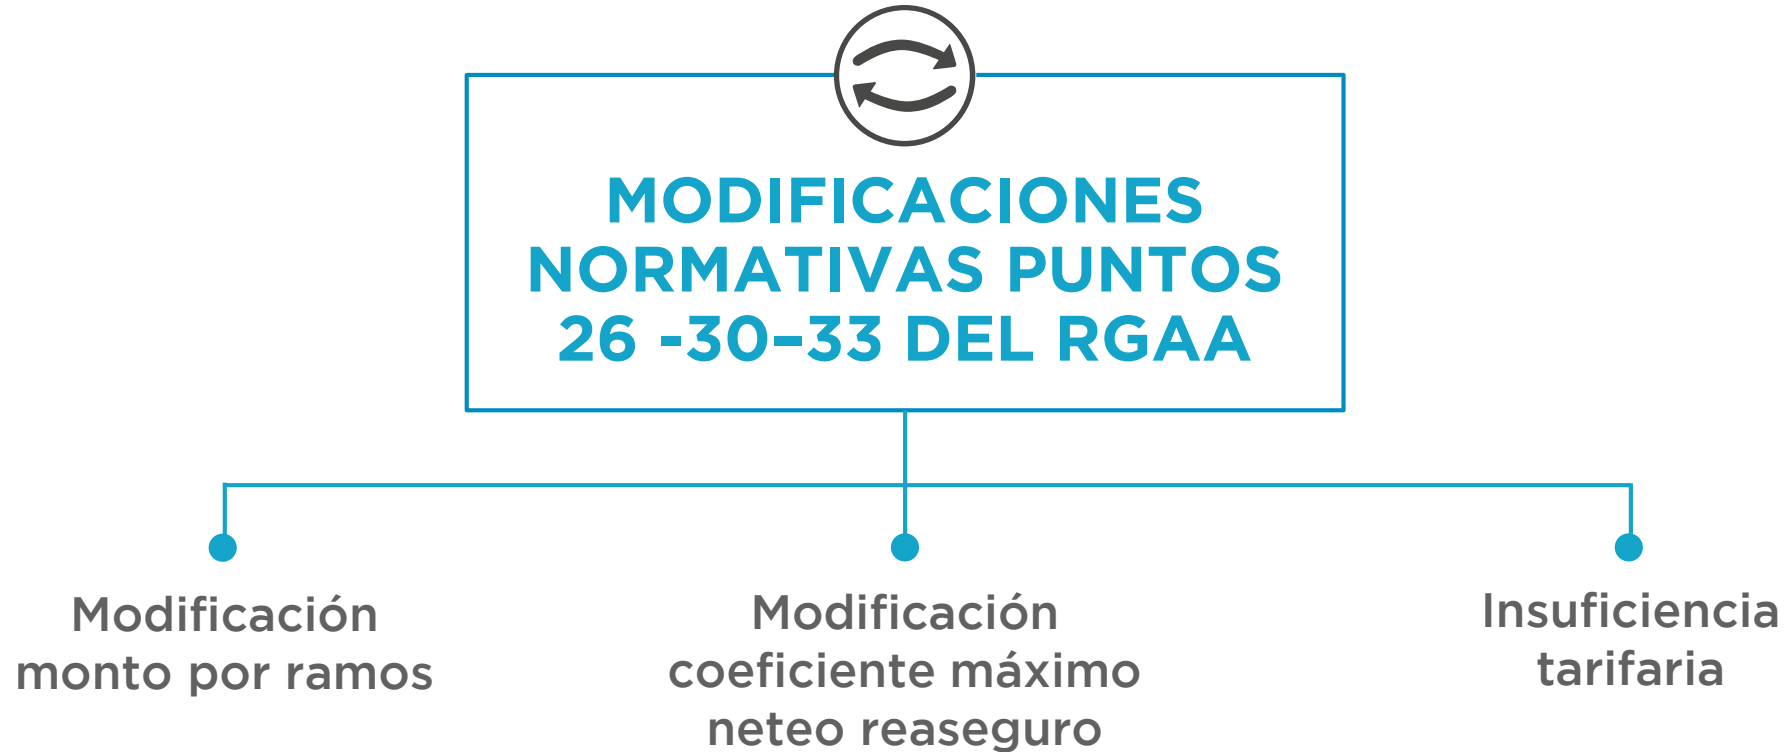 MODIFICACIONES
NORMATIVAS PUNTOS
26 -30–33 DEL RGAA
Modificación
monto por ramos
Modificación
coeficiente máximo
neteo reaseguro
Insuficiencia
tarifaria